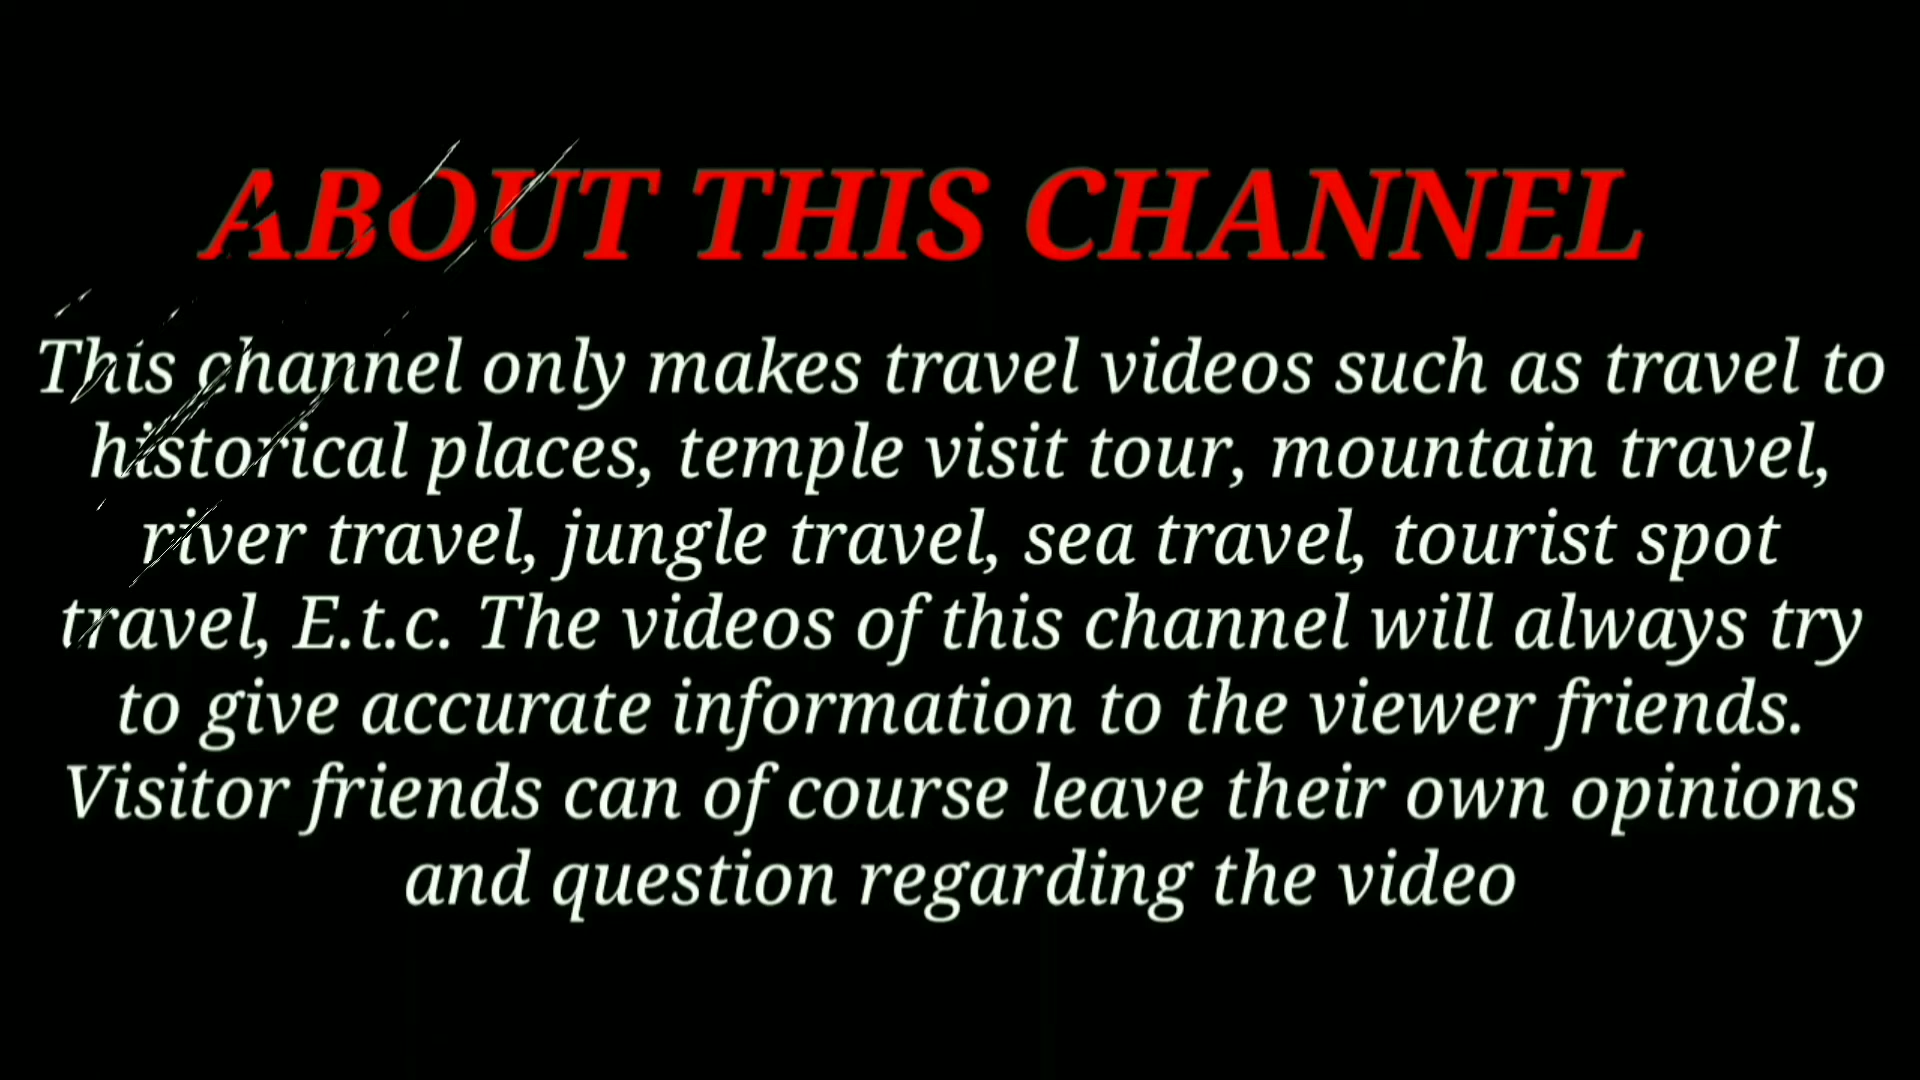 ABOUT THIS CHANNEL
This channel only makes travel videos such as travel to
historical places, temple visit tour, mountain travel,
river travel, jungle travel, sea travel, tourist spot
travel, E.t.c. The videos of this channel will always try
to give accurate information to the viewer friends.
Visitor friends can of course leave their own opinions
and question regarding the video